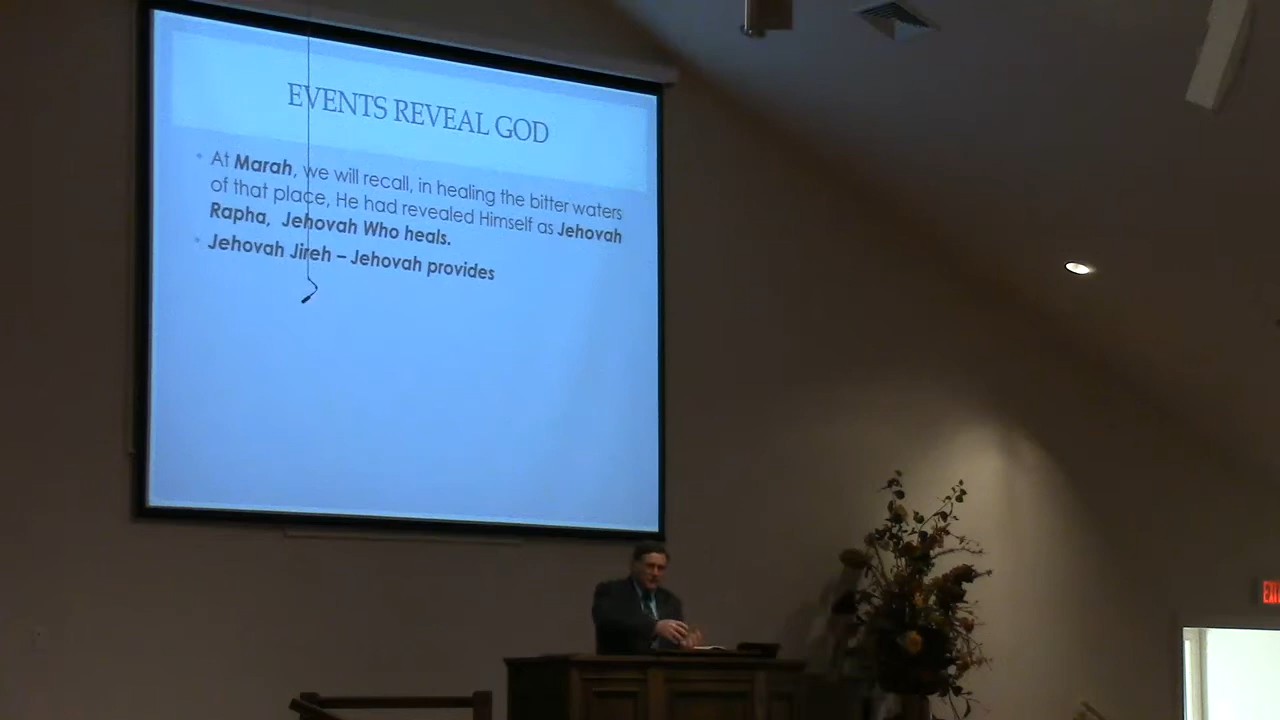 EVENTS REVEAL GOD
• At Marah, we will recall, in healing the bitter waters
of that place, He had revealed Himself as Jehovah
Rapha, Jehovah Who heals.
• Jehovah Jireh – Jehovah provides